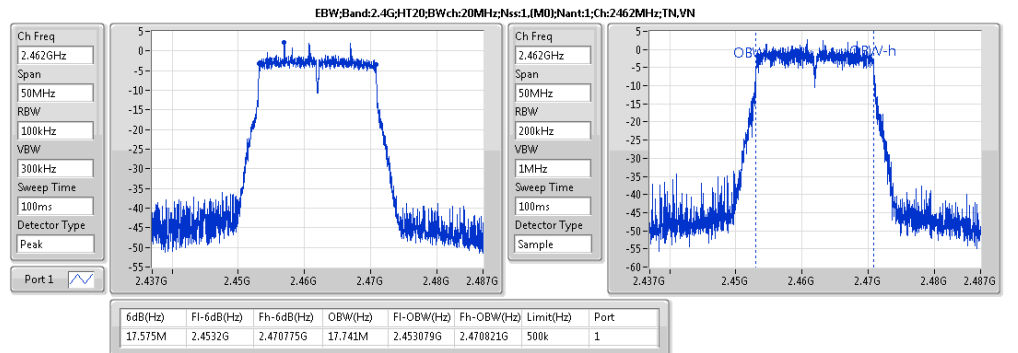 EBW;Band:2.4G;HT20;BWch:20MHz;Nss:1,(M0);Nant:1;Ch:2462MHz;TN,VN
Ch Freq
2.462GHz
Span
50MHz
RBW
100kHz
VBW
300kHz
Sweep Time
100ms
Detector Type
Peak
Port 1
5
0
-5
-10
-15
-20
-25
-30
-35
-40
-45
-50
-55
2.437G 2.45G 2.46G 2.47G 2.48G 2.487G
Ch Freq
2.462GHz
Span
50MHz
RBW
200kHz
VBW
1MHz
Sweep Time
100ms
Detector Type
Sample
5
0
-5
-10
-15
-20
-25
-30
-35
-40
-45
-50
-55
-60
OBW-h
2.437G 2.45G 2.46G 2.47G 2.48G 2.487G
6dB(Hz) Fl-6dB(Hz) Fh-6dB(Hz) OBW(Hz) Fl-OBW(Hz) Fh-OBW(Hz) Limit(Hz) Port
17.575M 2.4532G 2.470775G 17.741M 2.453079G 2.470821G 500k 1